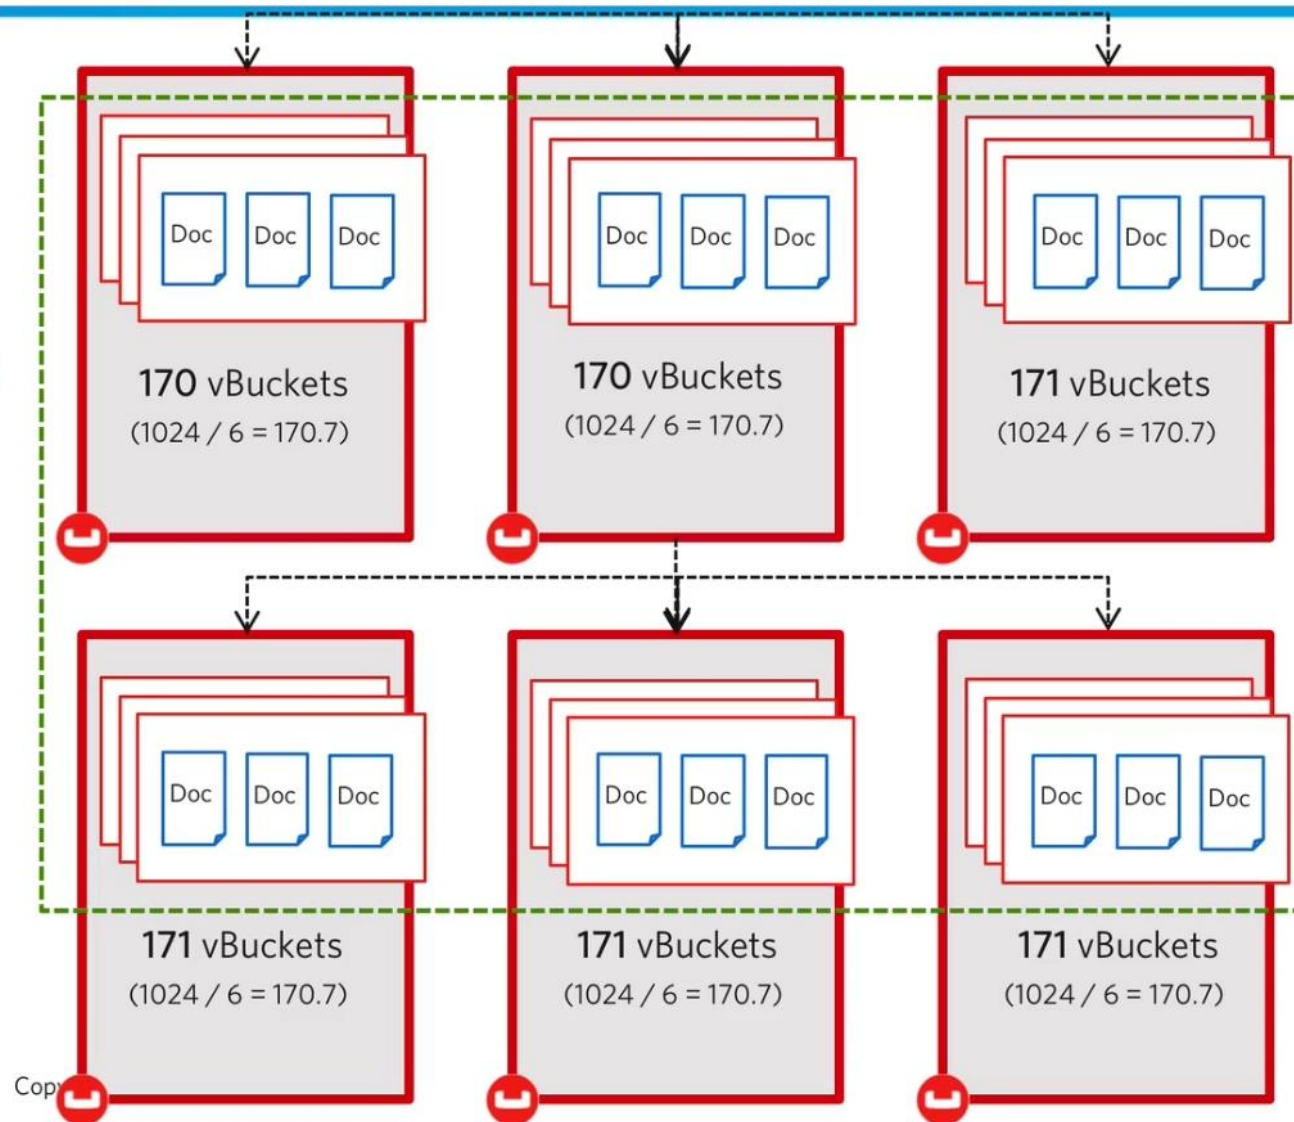 Doc Doc Doc
Doc Doc Doc
Doc Doc Doc
170 vBuckets
(1024 / 6 = 170.7)
170 vBuckets
(1024 / 6 = 170.7)
171 vBuckets
(1024 / 6 = 170.7)
Doc Doc Doc
Doc Doc Doc
Doc Doc Doc
171 vBuckets
(1024 / 6 = 170.7)
171 vBuckets
(1024 / 6 = 170.7)
171 vBuckets
(1024 / 6 = 170.7)